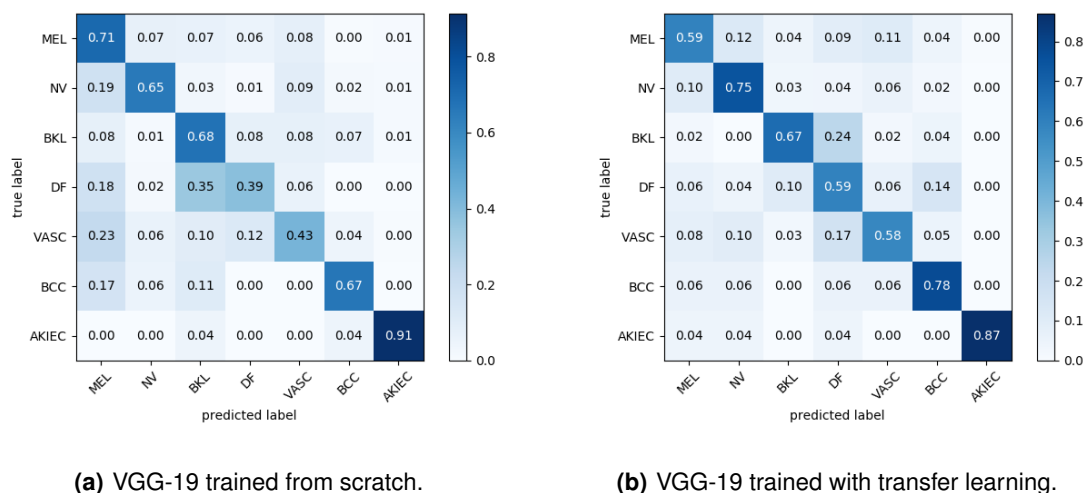 MEL 0.71 0.07 0.07 0.06 0.08 0.00 0.01
NV 0.19 0.65 0.03 0.01 0.09 0.02 0.01
BKL 0.08 0.01 0.68 0.08 0.08 0.07 0.01
DF 0.18 0.02 0.35 0.39 0.06 0.00 0.00
VASC 0.23 0.06 0.10 0.12 0.43 0.04 0.00
BCC 0.17 0.06 0.11 0.00 0.00 0.67 0.00
AKIEC 0.00 0.00 0.04 0.00 0.00 0.04 0.91
true label
MEL NV BKL DF VASC BCC AKIEC
predicted label
0.8
0.6
0.4
0.2
0.0
(a) VGG-19 trained from scratch.
MEL 0.59 0.12 0.04 0.09 0.11 0.04 0.00
NV 0.10 0.75 0.03 0.04 0.06 0.02 0.00
BKL 0.02 0.00 0.67 0.24 0.02 0.04 0.00
DF 0.06 0.04 0.10 0.59 0.06 0.14 0.00
VASC 0.08 0.10 0.03 0.17 0.58 0.05 0.00
BCC 0.06 0.06 0.00 0.06 0.06 0.78 0.00
AKIEC 0.04 0.04 0.00 0.04 0.00 0.00 0.87
true label
MEL NV BKL DF VASC BCC AKIEC
predicted label
0.8
0.7
0.6
0.5
0.4
0.3
0.2
0.1
0.0
(b) VGG-19 trained with transfer learning.